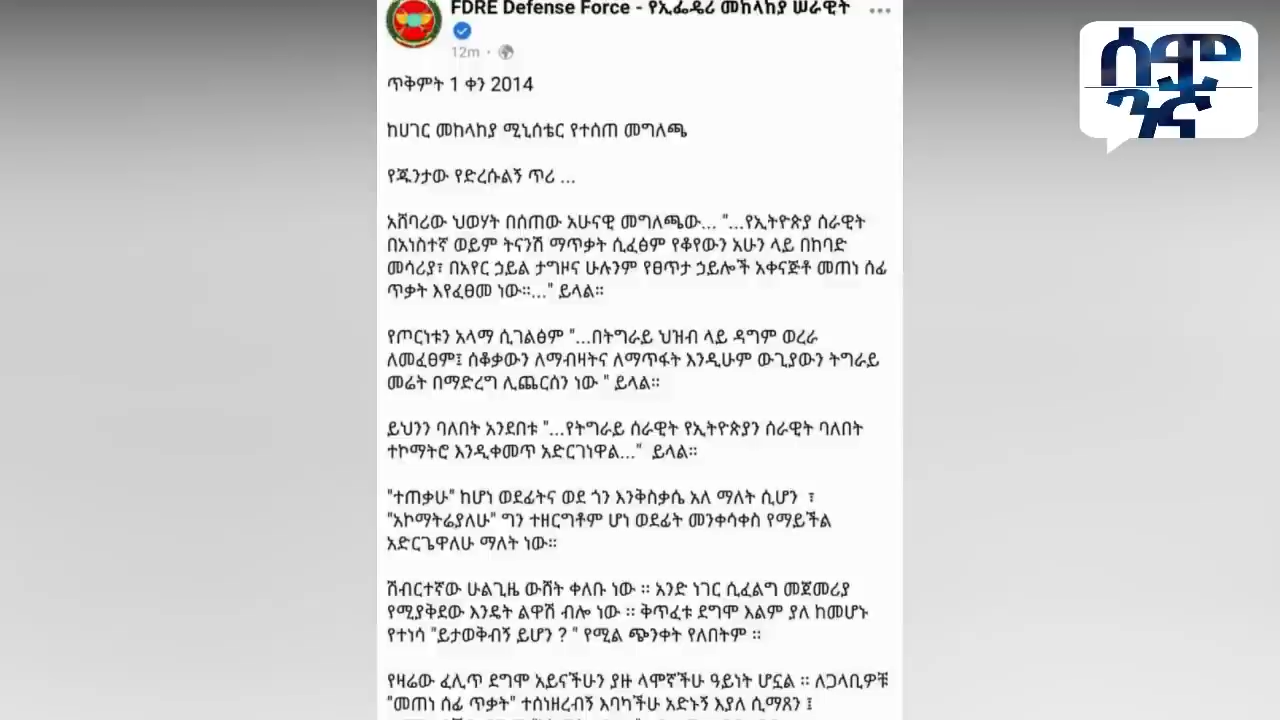 FDRE Defense Force - የኢፌዴሪ መከላከያ ሠራዊት
12m
ሰሞንኛ
ጥቅምት 1 ቀን 2014
ከሀገር መከላከያ ሚኒስቴር የተሰጠ መግለጫ
የጁንታው የድረሱልኝ ጥሪ ...
አሸባሪው ህወሃት በሰጠው አሁናዊ መግለጫው... "...የኢትዮጵያ ሰራዊት
በአነስተኛ ወይም ትናንሽ ማጥቃት ሲፈፅም የቆየውን አሁን ላይ በከባድ
መሳሪያ፣ በአየር ኃይል ታግዞና ሁሉንም የፀጥታ ኃይሎች አቀናጅቶ መጠነ ሰፊ
ጥቃት እየፈፀመ ነው።..." ይላል።
የጦርነቱን አላማ ሲገልፅም "...በትግራይ ህዝብ ላይ ዳግም ወረራ
ለመፈፀም፤ ሰቆቃውን ለማብዛትና ለማጥፋት እንዲሁም ውጊያውን ትግራይ
መሬት በማድረግ ሊጨርሰን ነው " ይላል።
ይህንን ባለበት አንደበቱ "...የትግራይ ሰራዊት የኢትዮጵያን ሰራዊት ባለበት
ተኮማትሮ እንዲቀመጥ አድርገነዋል..." ይላል።
"ተጠቃሁ" ከሆነ ወደፊትና ወደ ጎን እንቅስቃሴ አለ ማለት ሲሆን ፣
"አኮማትሬያለሁ" ግን ተዘርግቶም ሆነ ወደፊት መንቀሳቀስ የማይችል
አድርጌዋለሁ ማለት ነው።
ሽብርተኛው ሁልጊዜ ውሸት ቀለቡ ነው ። አንድ ነገር ሲፈልግ መጀመሪያ
የሚያቅደው እንዴት ልዋሽ ብሎ ነው ። ቅጥፈቱ ደግሞ እልም ያለ ከመሆኑ
የተነሳ "ይታወቅብኝ ይሆን ? " የሚል ጭንቀት የለበትም ።
የዛሬው ፈሊጥ ደግሞ አይናችሁን ያዙ ላሞኛችሁ ዓይነት ሆኗል ። ለጋላቢዎቹ
"መጠነ ሰፊ ጥቃት" ተሰነዘረብኝ እባካችሁ አድኑኝ እያለ ሲማጸን ፤